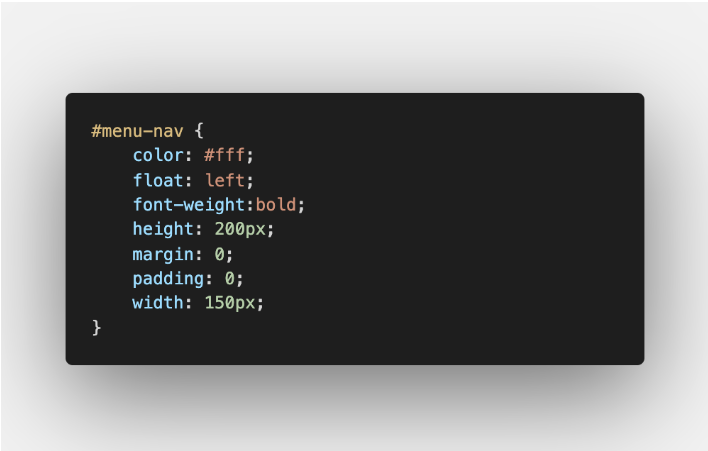 #menu-nav {
    color: #fff;
    float: left;
    font-weight:bold;
    height: 200px;
    margin: 0;
    padding: 0;
    width: 150px;
}